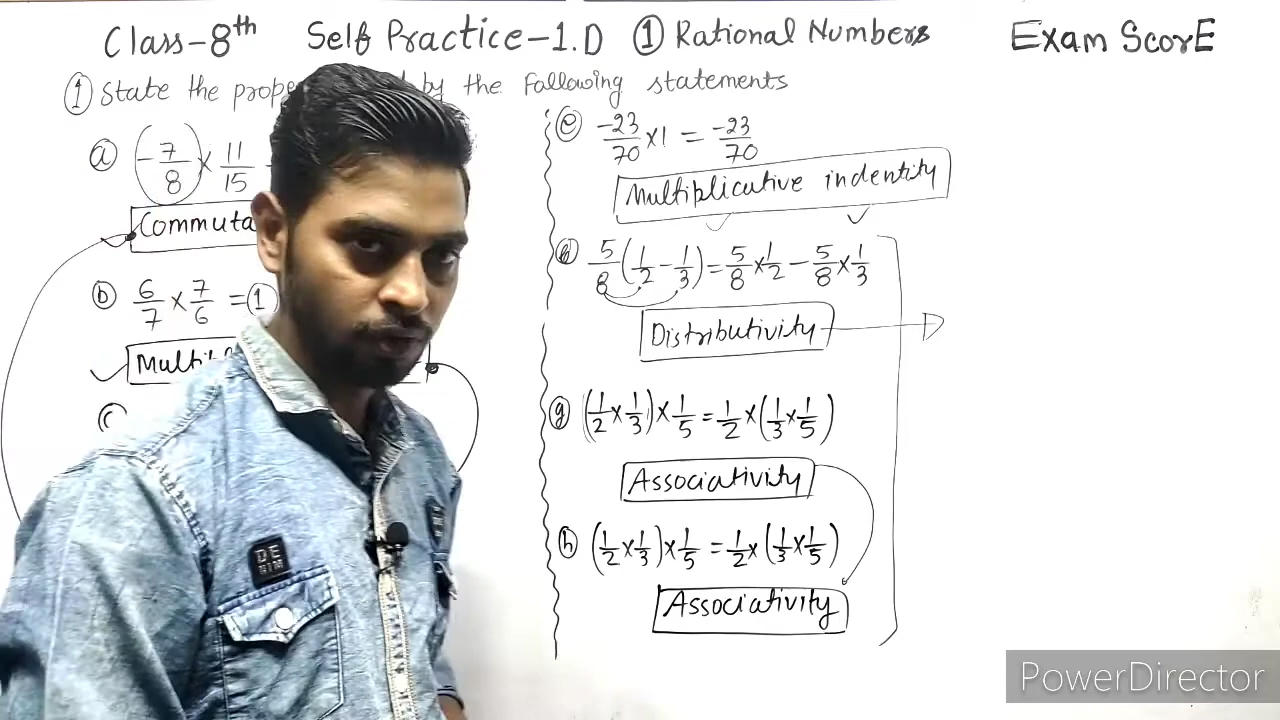 Class-8th Self Practice-1.D ① Rational Numbers Exam ScorE
① State the by the following statements
ⓐ (-7/8) × 11/15
ⓑ 6/7 × 7/6 = ①
ⓒ
ⓔ -23/70 × 1 = -23/70
Multiplicative indentity
5/8 (1/2 - 1/3) = 5/8 × 1/2 - 5/8 × 1/3
Distributivity
ⓖ (1/2 × 1/3) × 1/5 = 1/2 × (1/3 × 1/5)
Associativity
ⓗ (1/2 × 1/3) × 1/5 = 1/2 × (1/3 × 1/5)
Associativity
DE
NIM
PowerDirector